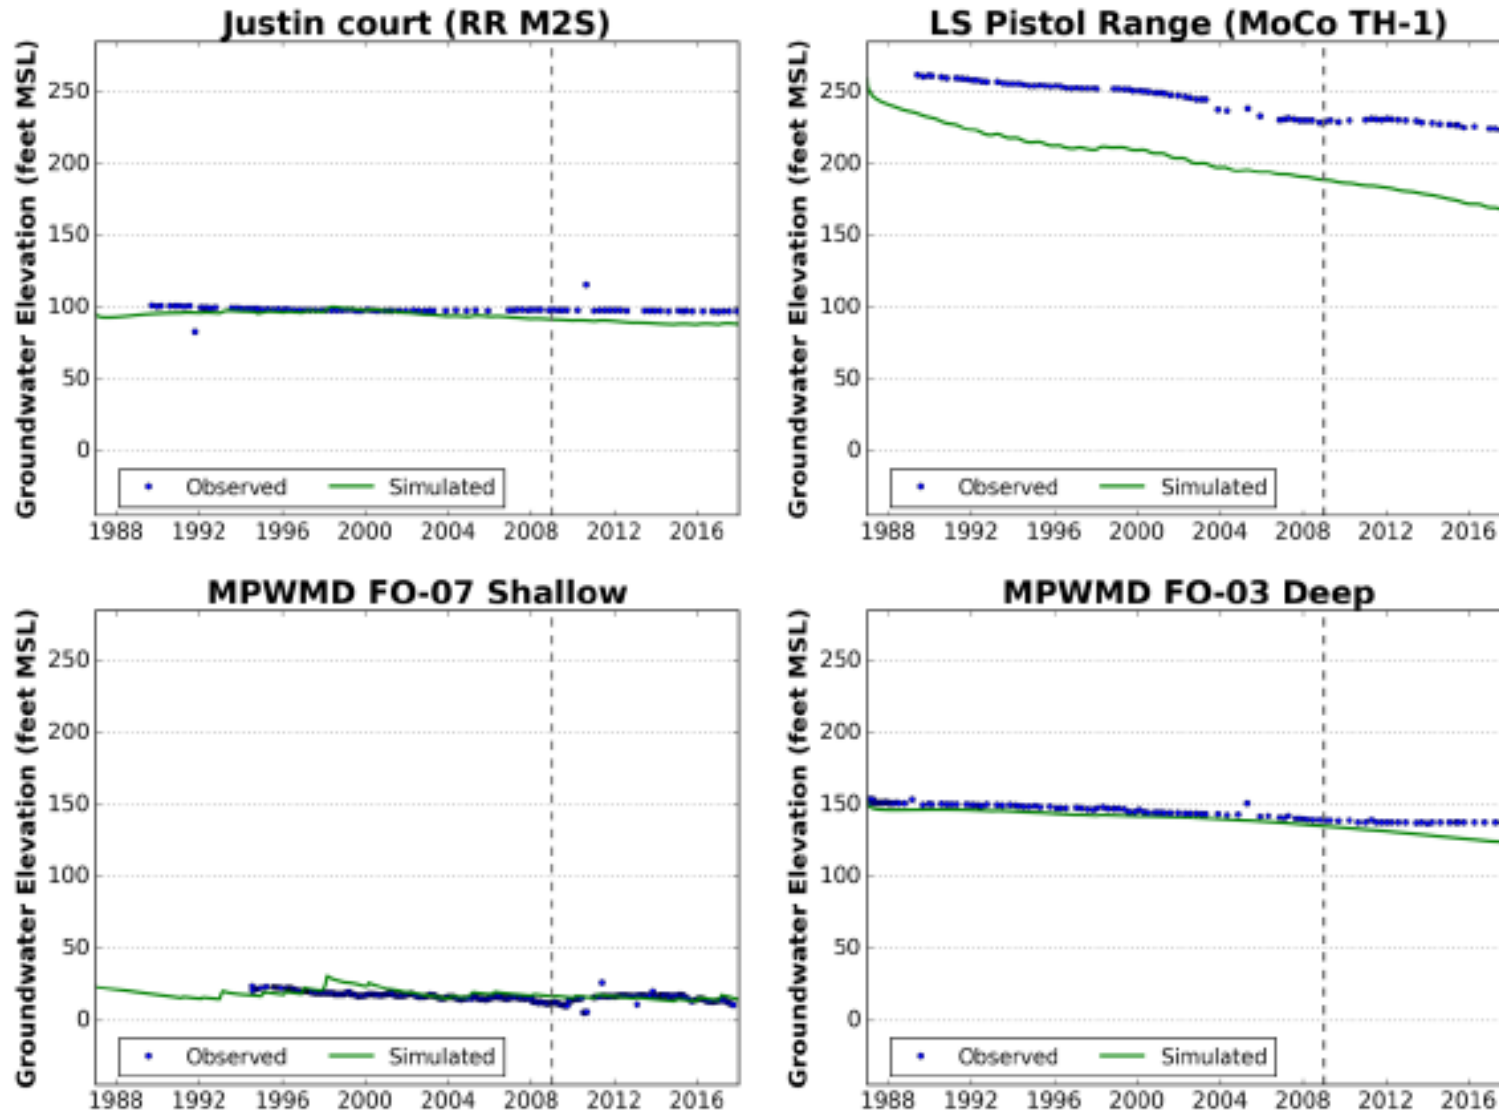 Justin court (RR M2S)
Groundwater Elevation (feet MSL)
250
200
150
100
50
0
Observed Simulated
1988 1992 1996 2000 2004 2008 2012 2016
LS Pistol Range (MoCo TH-1)
Groundwater Elevation (feet MSL)
250
200
150
100
50
0
Observed Simulated
1988 1992 1996 2000 2004 2008 2012 2016
MPWMD FO-07 Shallow
Groundwater Elevation (feet MSL)
250
200
150
100
50
0
Observed Simulated
1988 1992 1996 2000 2004 2008 2012 2016
MPWMD FO-03 Deep
Groundwater Elevation (feet MSL)
250
200
150
100
50
0
Observed Simulated
1988 1992 1996 2000 2004 2008 2012 2016